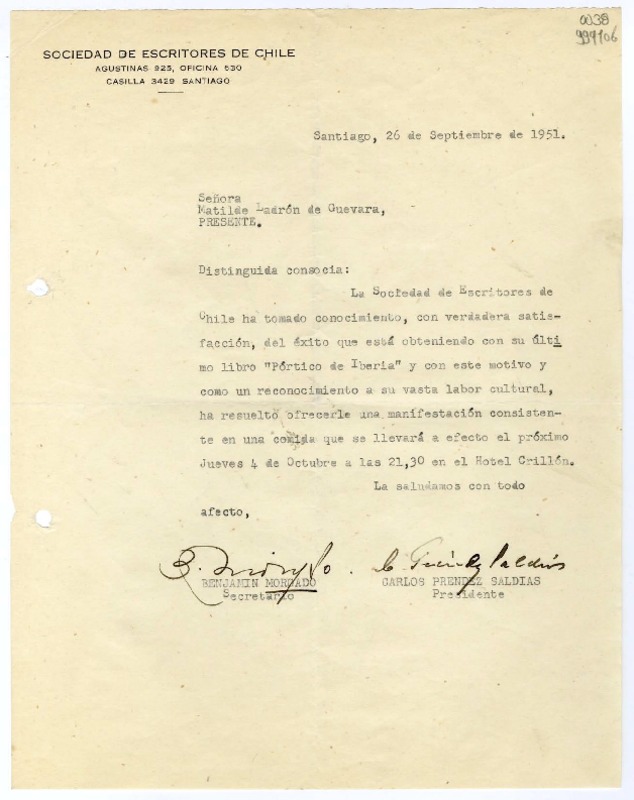 0038
999106
SOCIEDAD DE ESCRITORES DE CHILE
AGUSTINAS 925, OFICINA 530
CASILLA 3429 SANTIAGO
Santiago, 26 de Septiembre de 1951.
Señora
Matilde Ladrón de Guevara,
PRESENTE.
Distinguida consocia:
La Sociedad de Escritores de
Chile ha tomado conocimiento, con verdadera satis-
facción, del éxito que está obteniendo con su últi
mo libro "Pórtico de Iberia" y con este motivo y
como un reconocimiento a su vasta labor cultural,
ha resuelto ofrecerle una manifestación consisten-
te en una comida que se llevará a efecto el próximo
Jueves 4 de Octubre a las 21,30 en el Hotel Crillón.
La saludamos con todo
afecto,
BENJAMIN MORGADO
Secretario
CARLOS PRENDEZ SALDIAS
Presidente